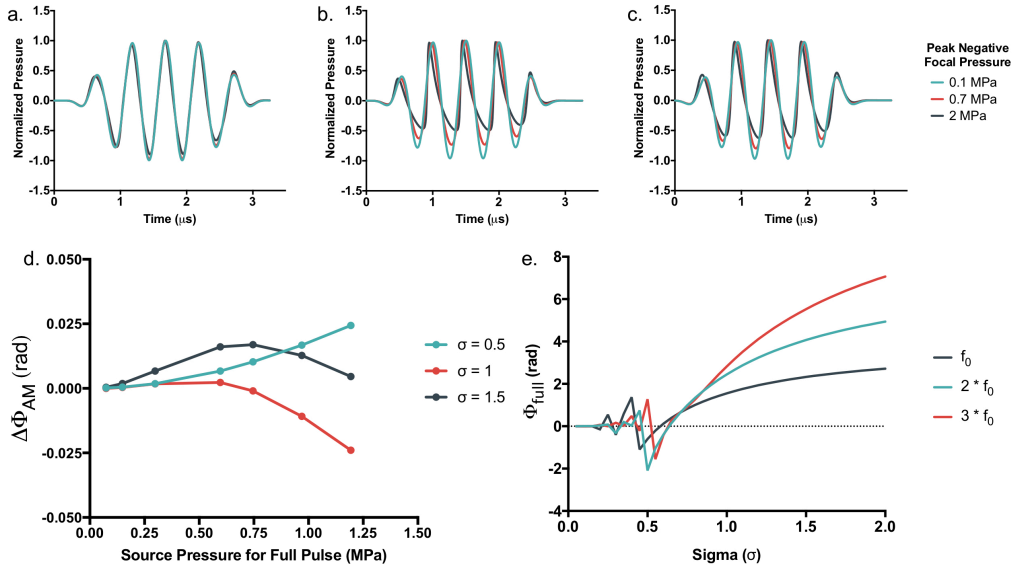 a.
1.5
1.0
0.5
0.0
-0.5
-1.0
-1.5
Normalized Pressure
0 1 2 3
Time (μs)
b.
1.5
1.0
0.5
0.0
-0.5
-1.0
-1.5
Normalized Pressure
0 1 2 3
Time (μs)
c.
1.5
1.0
0.5
0.0
-0.5
-1.0
-1.5
Normalized Pressure
0 1 2 3
Time (μs)
Peak Negative
Focal Pressure
0.1 MPa
0.7 MPa
2 MPa
d.
0.050
0.025
0.000
-0.025
-0.050
ΔΦAM (rad)
0.00 0.25 0.50 0.75 1.00 1.25 1.50
Source Pressure for Full Pulse (MPa)
σ = 0.5
σ = 1
σ = 1.5
e.
8
6
4
2
0
-2
-4
Φfull (rad)
0.0 0.5 1.0 1.5 2.0
Sigma (σ)
f0
2 * f0
3 * f0